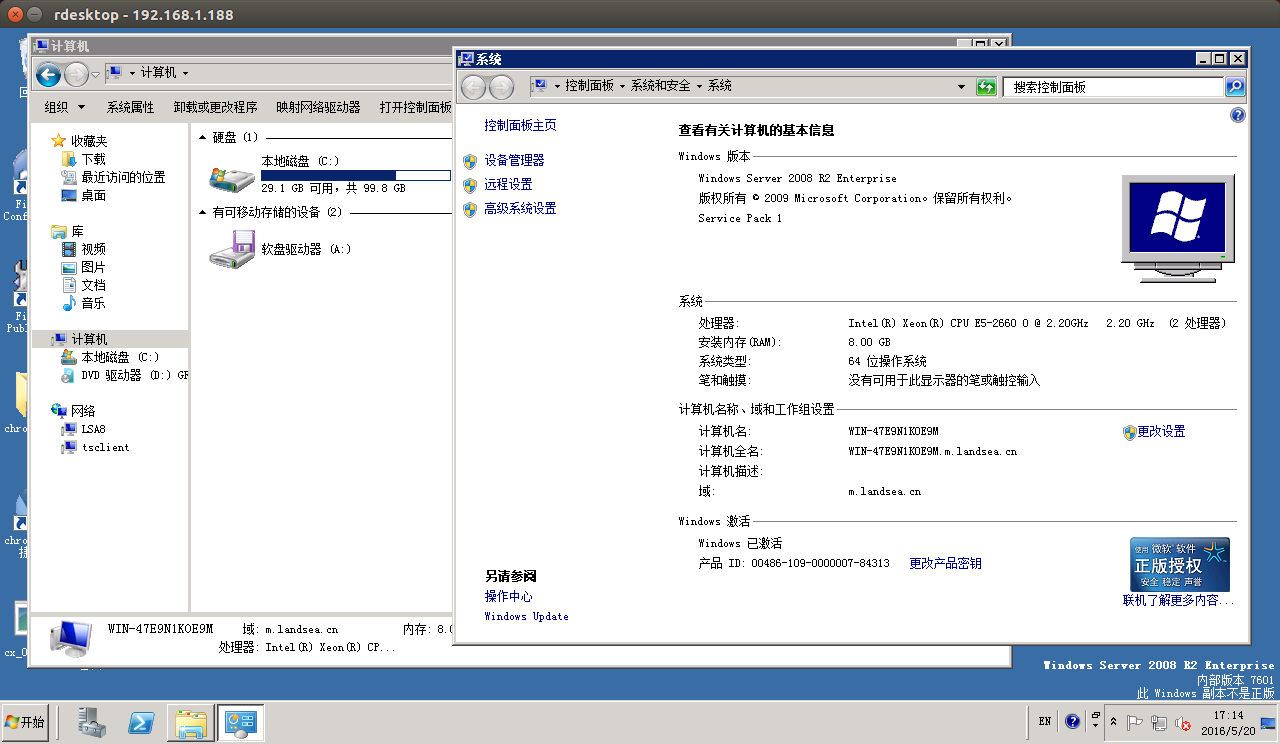 rdesktop - 192.168.1.188
计算机
计算机
组织 系统属性 卸载或更改程序 映射网络驱动器 打开控制面板
收藏夹
下载
最近访问的位置
桌面
库
视频
图片
文档
音乐
计算机
本地磁盘 (C:)
DVD 驱动器 (D:) GR
网络
LSA8
tsclient
硬盘 (1)
本地磁盘 (C:)
29.1 GB 可用，共 99.8 GB
有可移动存储的设备 (2)
软盘驱动器 (A:)
WIN-47E9N1KOE9M 域: m.landsea.cn 内存: 8.0
处理器: Intel(R) Xeon(R) CP...
系统
控制面板 系统和安全 系统
搜索控制面板
控制面板主页
设备管理器
远程设置
高级系统设置
另请参阅
操作中心
Windows Update
查看有关计算机的基本信息
Windows 版本
Windows Server 2008 R2 Enterprise
版权所有 © 2009 Microsoft Corporation。保留所有权利。
Service Pack 1
系统
处理器: Intel(R) Xeon(R) CPU E5-2660 0 @ 2.20GHz 2.20 GHz (2 处理器)
安装内存(RAM): 8.00 GB
系统类型: 64 位操作系统
笔和触摸: 没有可用于此显示器的笔或触控输入
计算机名称、域和工作组设置
计算机名: WIN-47E9N1KOE9M
更改设置
计算机全名: WIN-47E9N1KOE9M.m.landsea.cn
计算机描述:
域: m.landsea.cn
Windows 激活
Windows 已激活
产品 ID: 00486-109-0000007-84313 更改产品密钥
使用 微软 软件
正版授权
安全 稳定 声誉
联机了解更多内容...
Fi
Conf
Fi
Publ
chro
chro
捷
cx_0
Windows Server 2008 R2 Enterprise
内部版本 7601
此 Windows 副本不是正版
开始
EN
17:14
2016/5/20